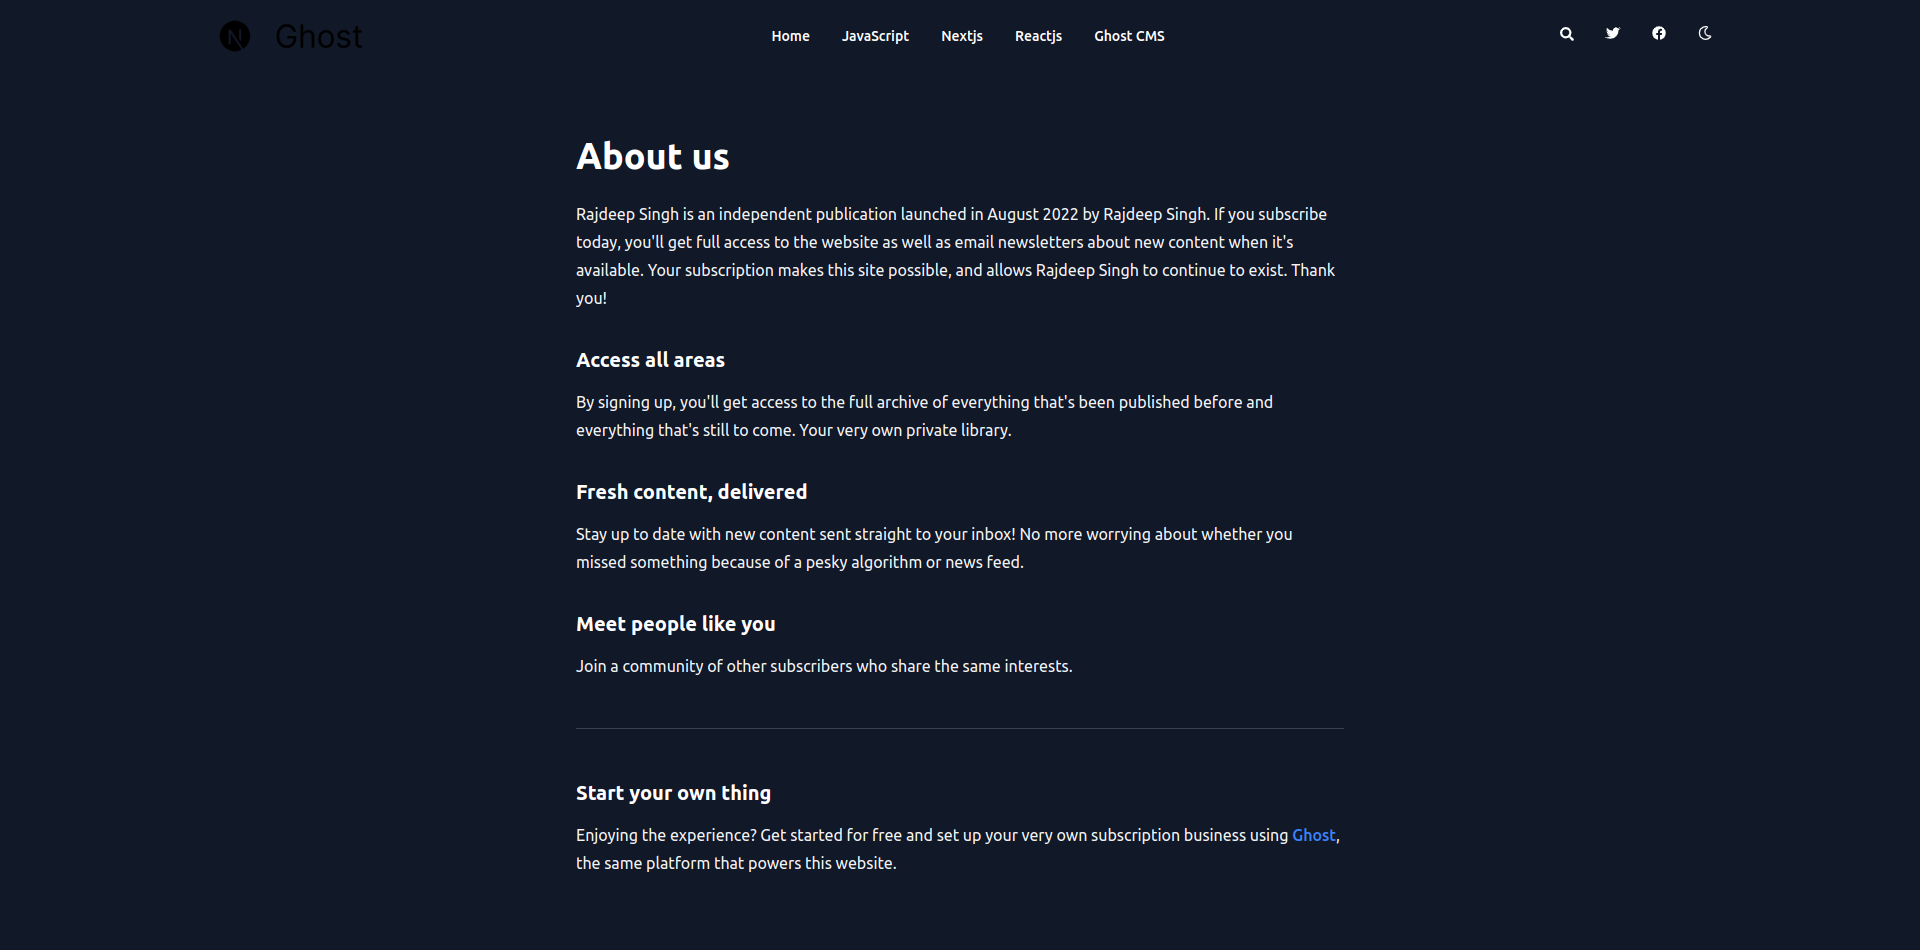 N Ghost
Home JavaScript Nextjs Reactjs Ghost CMS
About us
Rajdeep Singh is an independent publication launched in August 2022 by Rajdeep Singh. If you subscribe
today, you'll get full access to the website as well as email newsletters about new content when it's
available. Your subscription makes this site possible, and allows Rajdeep Singh to continue to exist. Thank
you!
Access all areas
By signing up, you'll get access to the full archive of everything that's been published before and
everything that's still to come. Your very own private library.
Fresh content, delivered
Stay up to date with new content sent straight to your inbox! No more worrying about whether you
missed something because of a pesky algorithm or news feed.
Meet people like you
Join a community of other subscribers who share the same interests.
Start your own thing
Enjoying the experience? Get started for free and set up your very own subscription business using Ghost,
the same platform that powers this website.